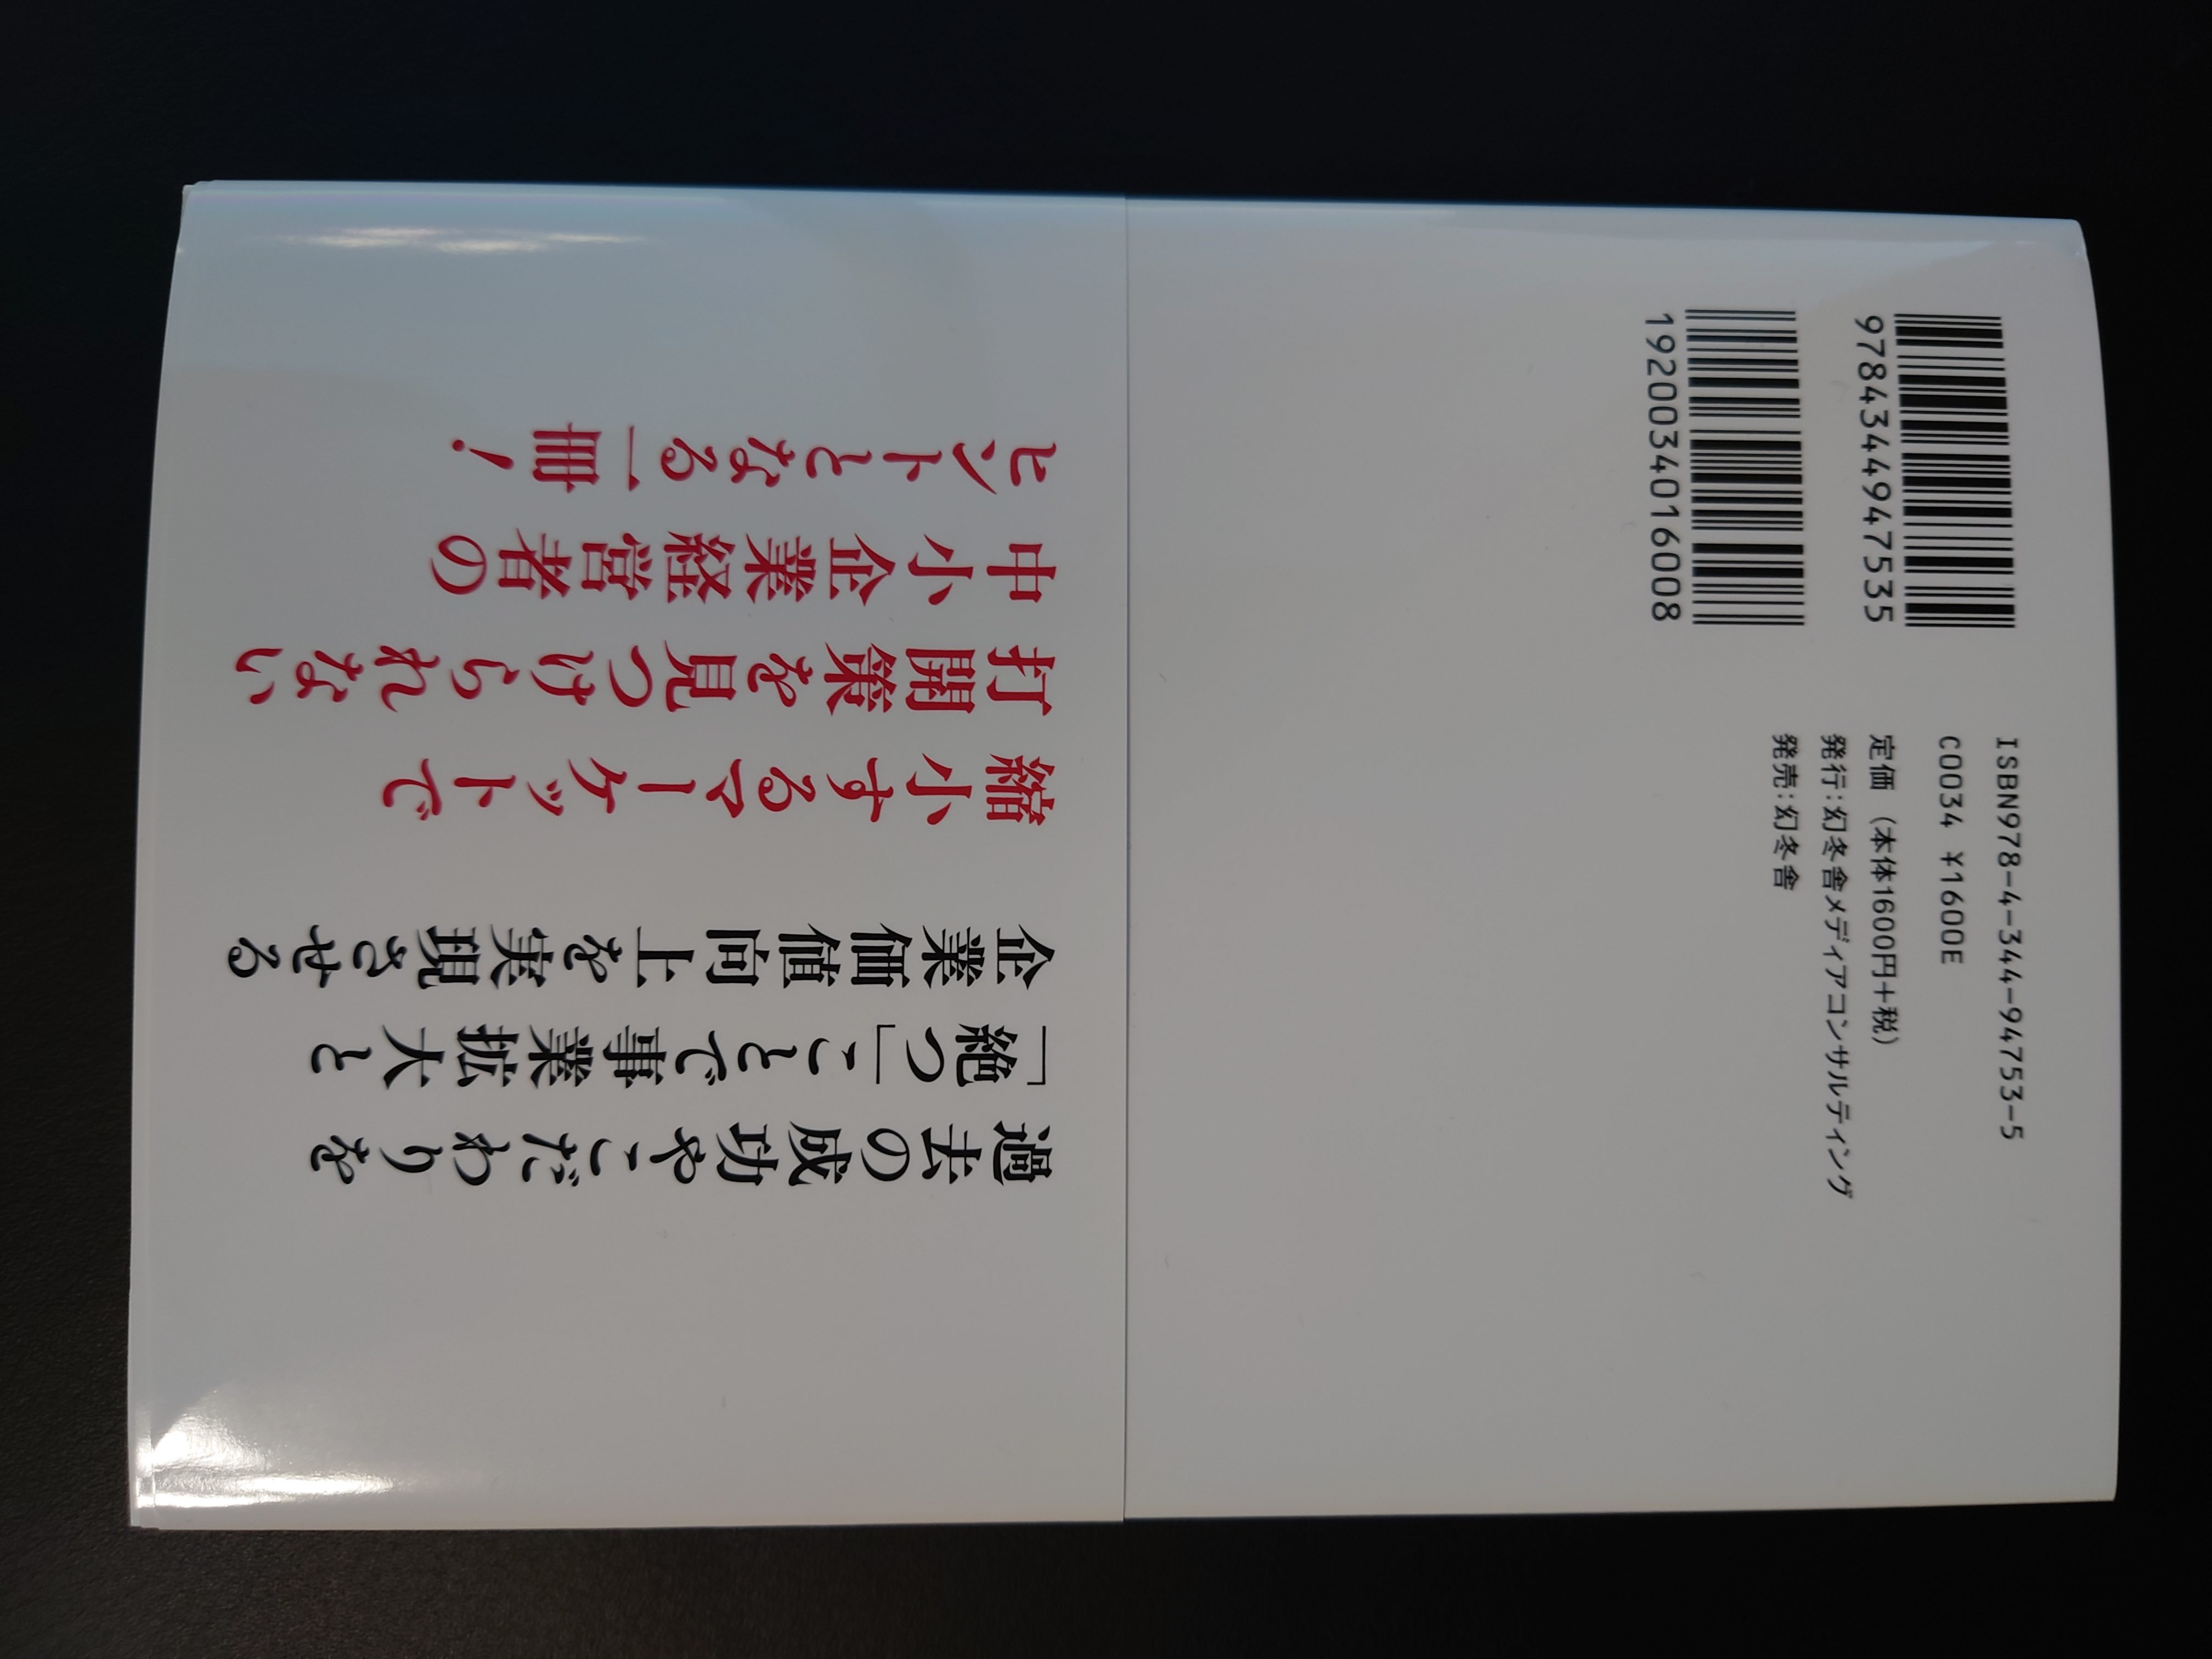 9784344947535
1920034016008
ISBN978-4-344-94753-5
C0034 ¥1600E
定価 (本体1600円+税)
発行:幻冬舎メディアコンサルティング
発売:幻冬舎
過去の成功やこだわりを
「絶つ」ことで事業拡大と
企業価値向上を実現させる
縮小するマーケットで
打開策を見つけられない
中小企業経営者の
ヒントとなる一冊!